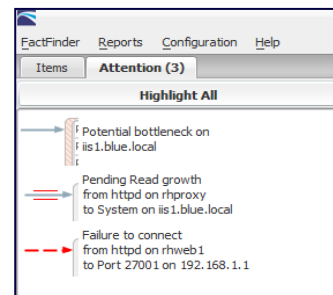 FactFinder Reports Configuration Help
Items Attention (3)
Highlight All
Potential bottleneck on
iis1.blue.local
Pending Read growth
from httpd on rhproxy
to System on iis1.blue.local
Failure to connect
from httpd on rhweb1
to Port 27001 on 192.168.1.1